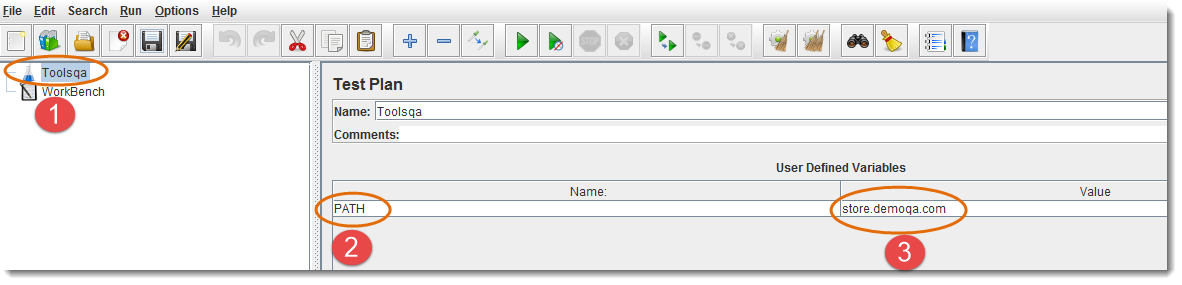 File Edit Search Run Options Help
STOP
Toolsqa
WorkBench
1
Test Plan
Name: Toolsqa
Comments:
User Defined Variables
Name: Value
PATH store.demoqa.com
2 3